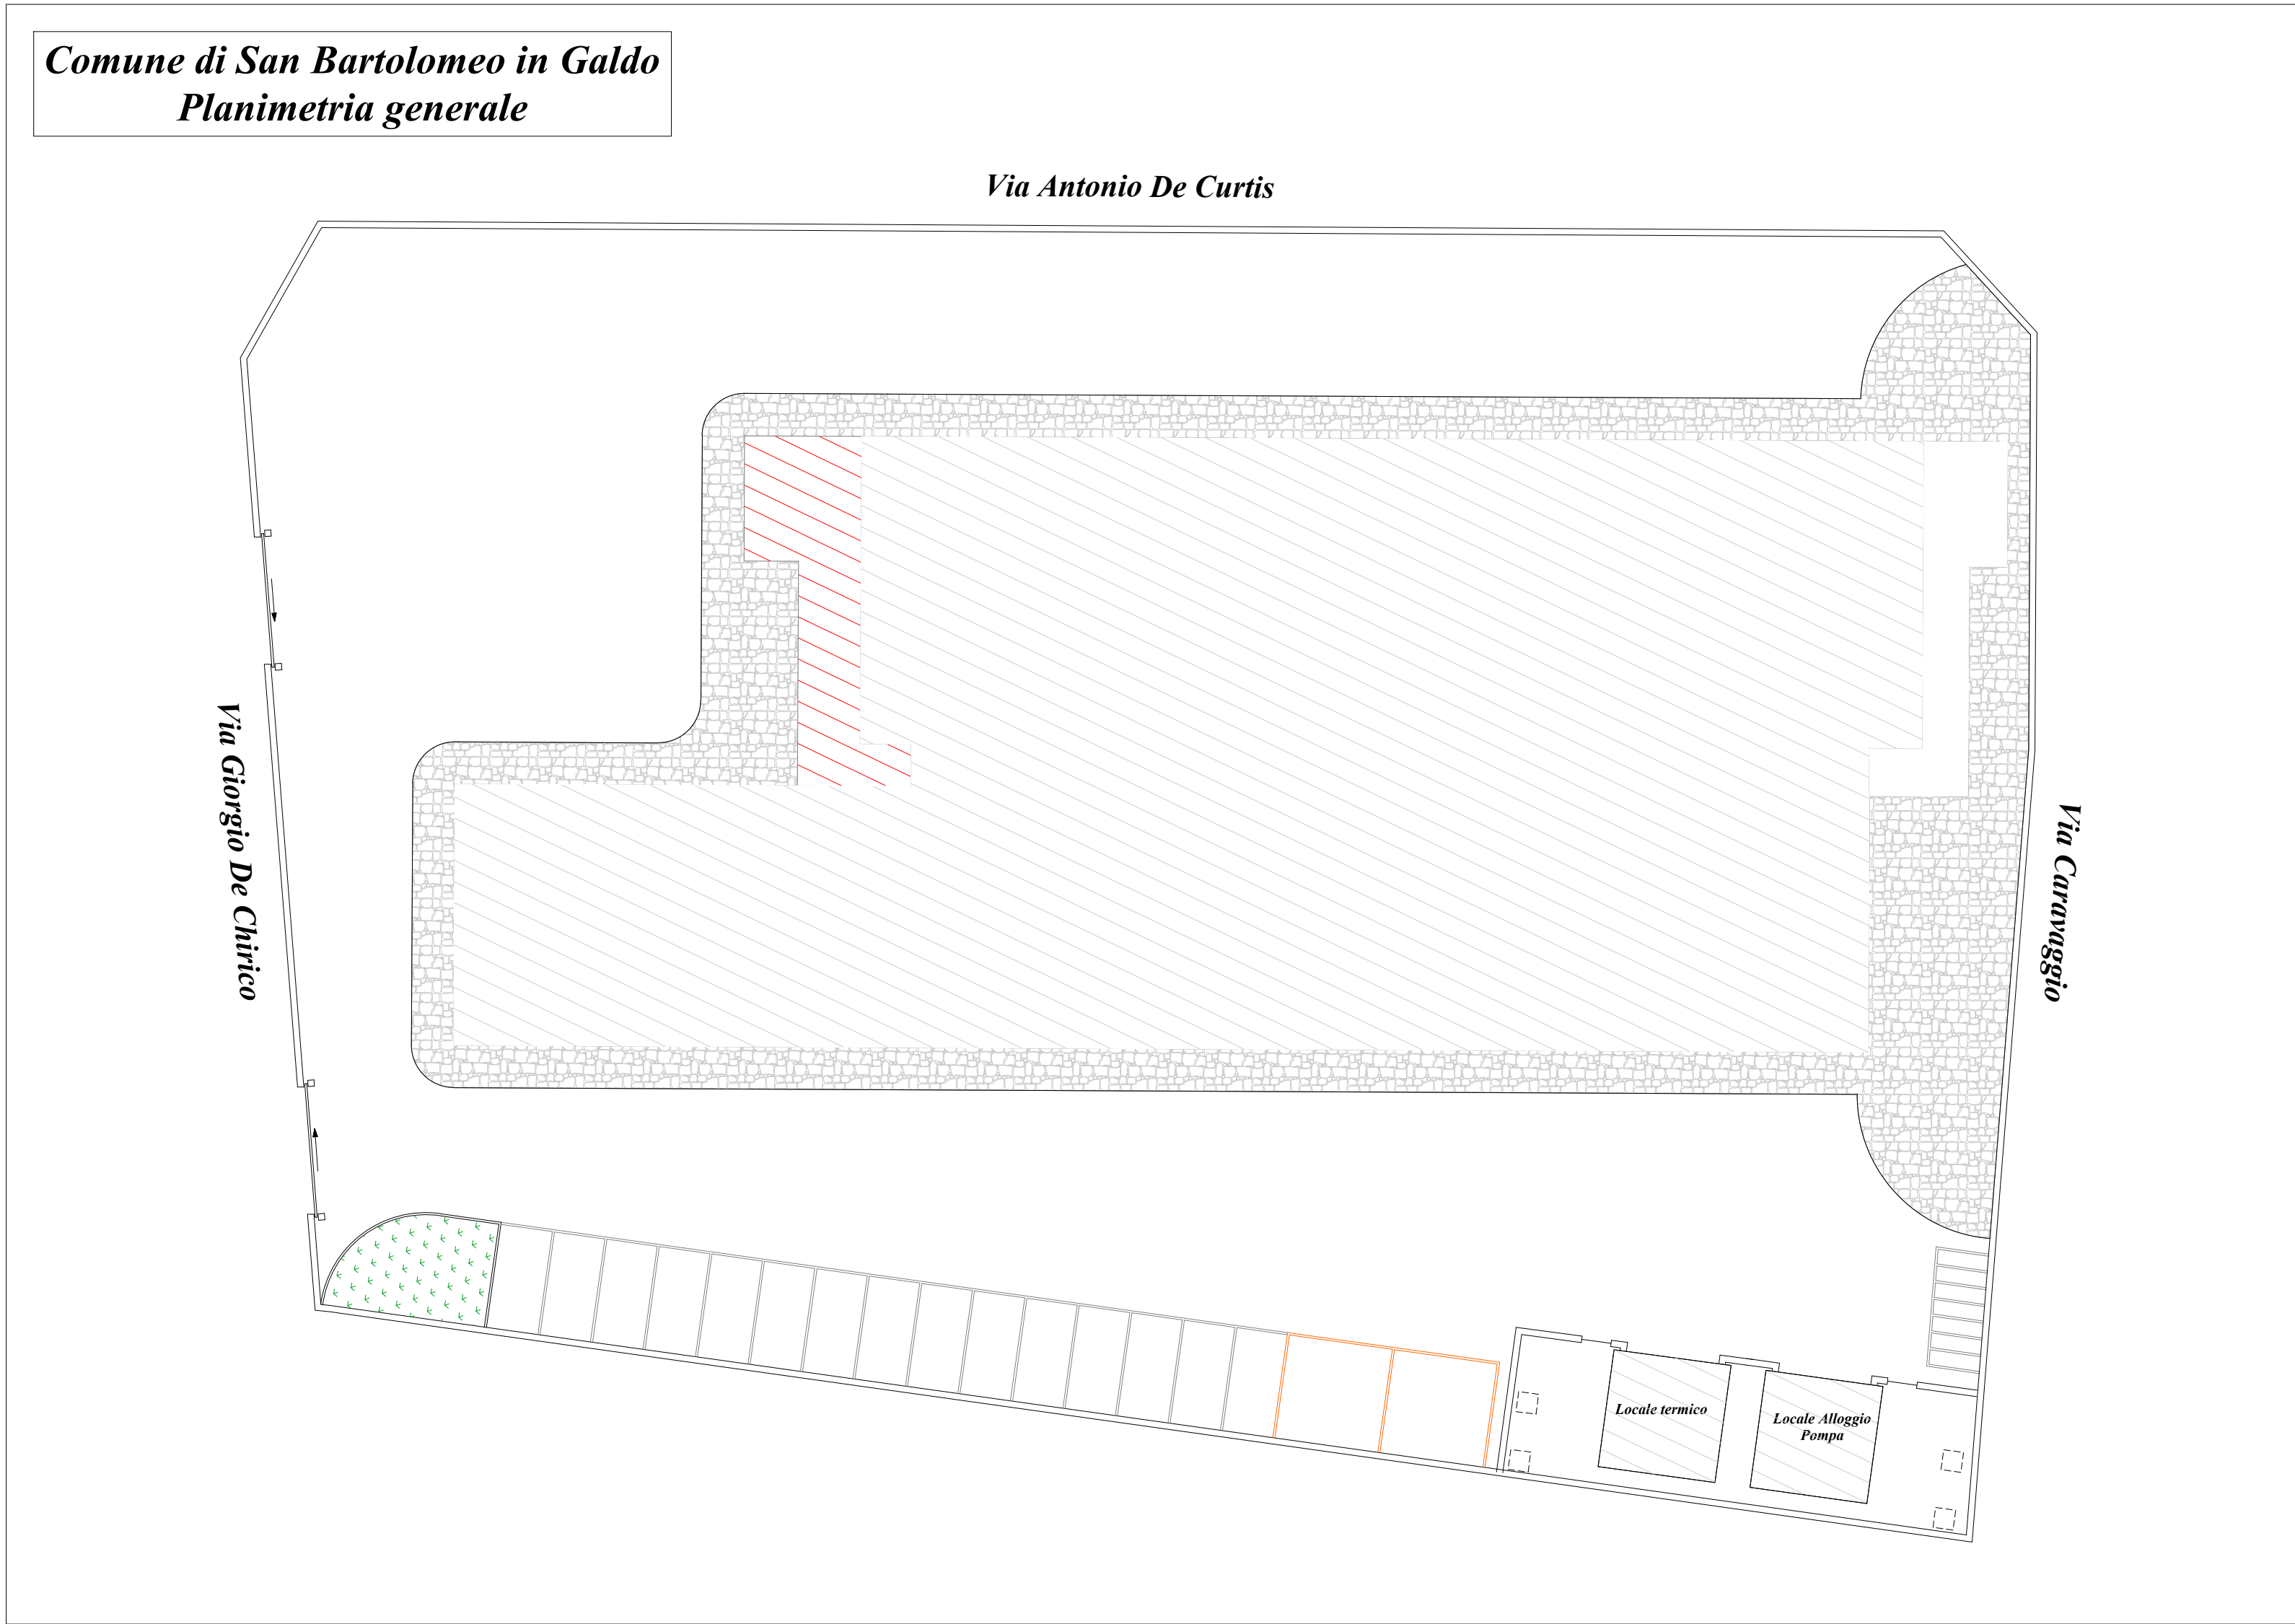 Comune di San Bartolomeo in Galdo
Planimetria generale
Via Antonio De Curtis
Via Giorgio De Chirico
Via Caravaggio
Locale termico
Locale Alloggio
Pompa